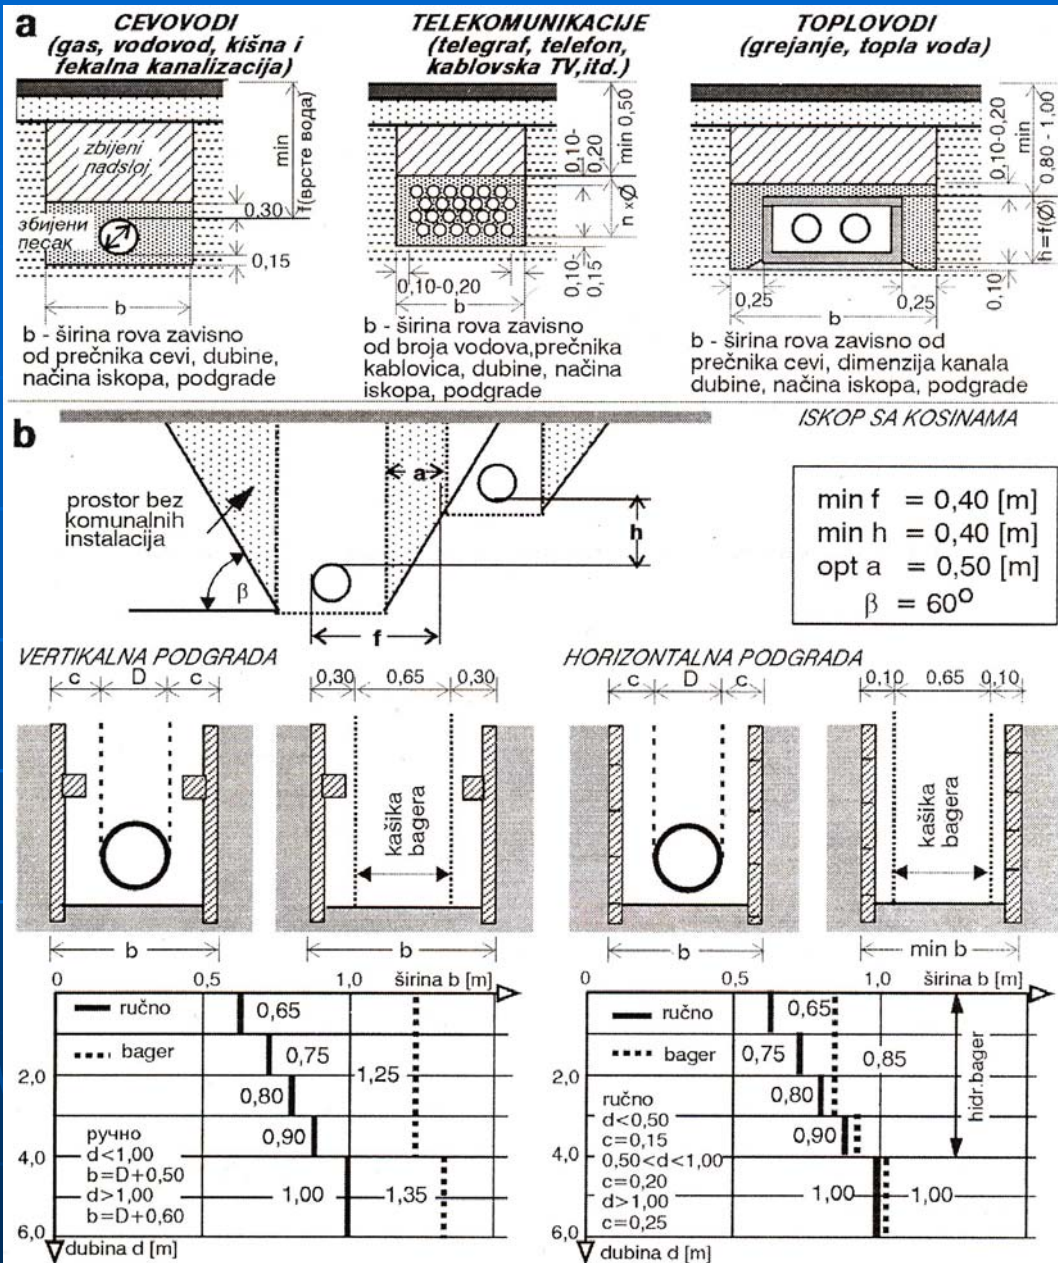 a
CEVOVODI
(gas, vodovod, kišna i
fekalna kanalizacija)
zbijeni
nadsloj
збијени
песак
min
f(врсте вода)
0,30
0,15
b
b - širina rova zavisno
od prečnika cevi, dubine,
načina iskopa, podgrade
TELEKOMUNIKACIJE
(telegraf, telefon,
kablovska TV,itd.)
0,10-
0,20
min 0,50
n xØ
0,10-0,20
0,10-
0,15
b
b - širina rova zavisno
od broja vodova,prečnika
kablovica, dubine, načina
iskopa, podgrade
TOPLOVODI
(grejanje, topla voda)
0,10-0,20
min
0,80 - 1,00
h=f(Ø)
0,10
0,25
0,25
b
b - širina rova zavisno od
prečnika cevi, dimenzija kanala
dubine, načina iskopa, podgrade
b
ISKOP SA KOSINAMA
prostor bez
komunalnih
instalacija
β
a
h
f
min f = 0,40 [m]
min h = 0,40 [m]
opt a = 0,50 [m]
β = 60º
VERTIKALNA PODGRADA
c D c
0,30 0,65 0,30
kašika
bagera
b
b
HORIZONTALNA PODGRADA
c D c
0,10 0,65 0,10
kašika
bagera
b
min b
0 0,5 1,0 širina b [m]
ručno
bager
0,65
0,75
0,80
0,90
1,00
1,25
1,35
2,0
4,0
6,0
ручно
d<1,00
b=D+0,50
d>1,00
b=D+0,60
dubina d [m]
0 0,5 1,0 širina b [m]
ručno
bager
0,65
0,75
0,80
0,90
1,00
0,85
1,00
hidr.bager
2,0
4,0
6,0
ručno
d<0,50
c=0,15
0,50<d<1,00
c=0,20
d>1,00
c=0,25
dubina d [m]